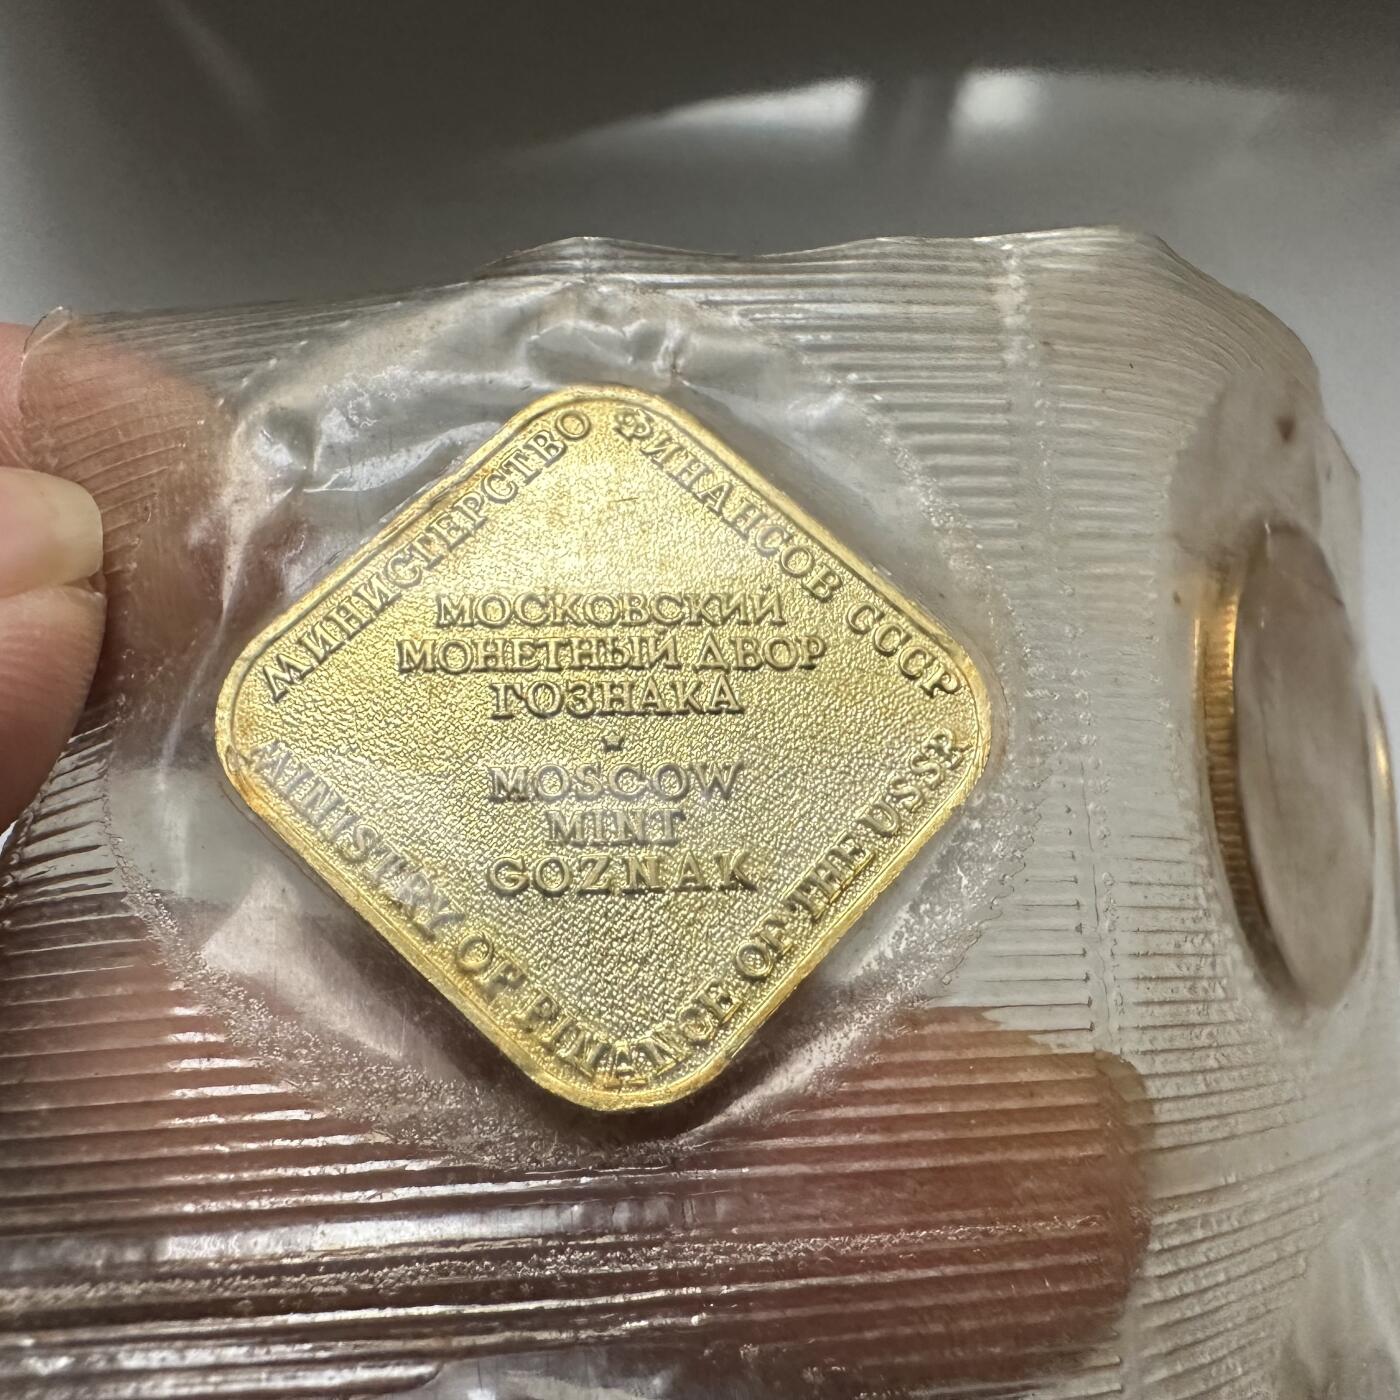 МИНИСТЕРСТВО ФИНАНСОВ СССР
МОСКОВСКИЙ
МОНЕТНЫЙ ДВОР
ГОЗНАКА
MOSCOW
MINT
GOZNAK
MINISTRY OF FINANCE OF THE USSR